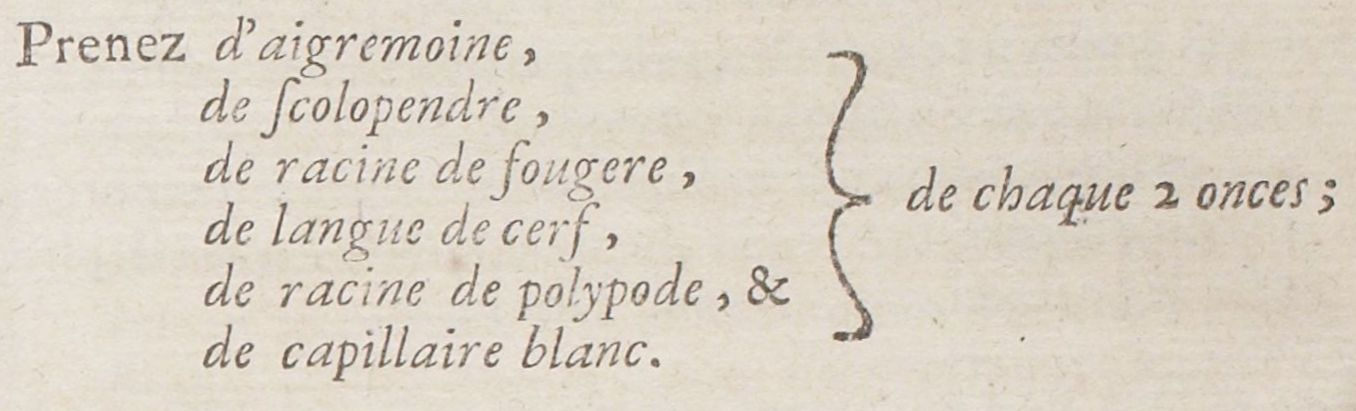 Prenez d'aigremoine,
de ſcolopendre,
de racine de fougere,
de langue de cerf,
de racine de polypode, &
de capillaire blanc.
de chaque 2 onces;